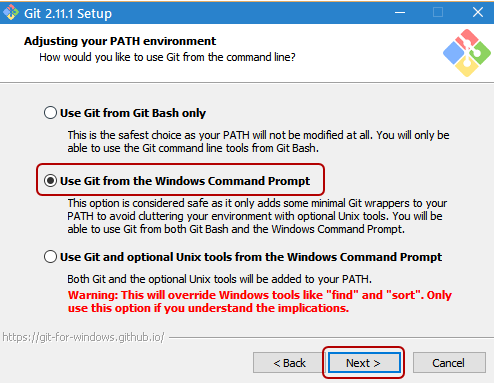 Git 2.11.1 Setup
Adjusting your PATH environment
How would you like to use Git from the command line?
Use Git from Git Bash only
This is the safest choice as your PATH will not be modified at all. You will only be
able to use the Git command line tools from Git Bash.
Use Git from the Windows Command Prompt
This option is considered safe as it only adds some minimal Git wrappers to your
PATH to avoid cluttering your environment with optional Unix tools. You will be
able to use Git from both Git Bash and the Windows Command Prompt.
Use Git and optional Unix tools from the Windows Command Prompt
Both Git and the optional Unix tools will be added to your PATH.
Warning: This will override Windows tools like "find" and "sort". Only
use this option if you understand the implications.
https://git-for-windows.github.io/
< Back
Next >
Cancel